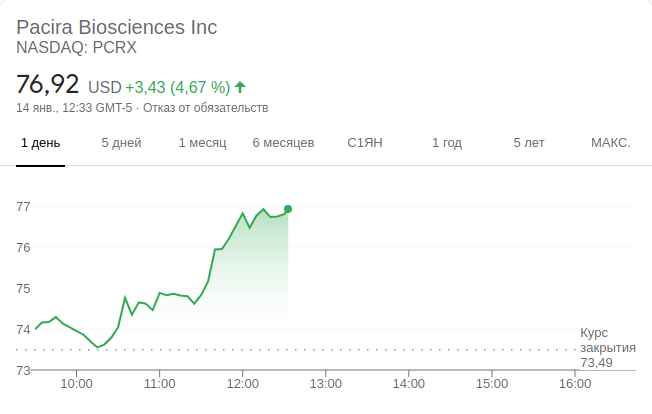 Pacira Biosciences Inc
NASDAQ: PCRX
76,92 USD +3,43 (4,67 %)
14 янв., 12:33 GMT-5 · Отказ от обязательств
1 день 5 дней 1 месяц 6 месяцев С1ЯН 1 год 5 лет МАКС.
77
76
75
74
Курс
закрытия
73,49
73
10:00 11:00 12:00 13:00 14:00 15:00 16:00